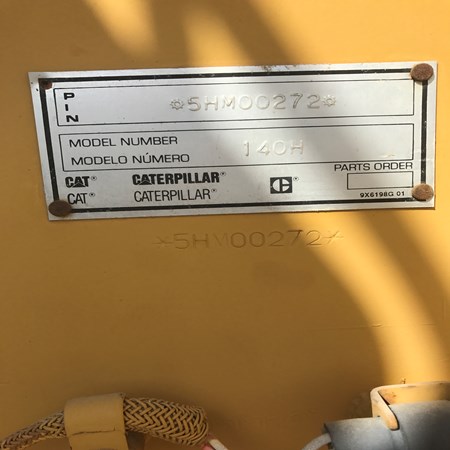 PIN *5HM00272*
MODEL NUMBER
MODELO NÚMERO 140H
PARTS ORDER
CAT® CATERPILLAR® C
CAT® CATERPILLAR®
9X6198G 01
*5HM00272*